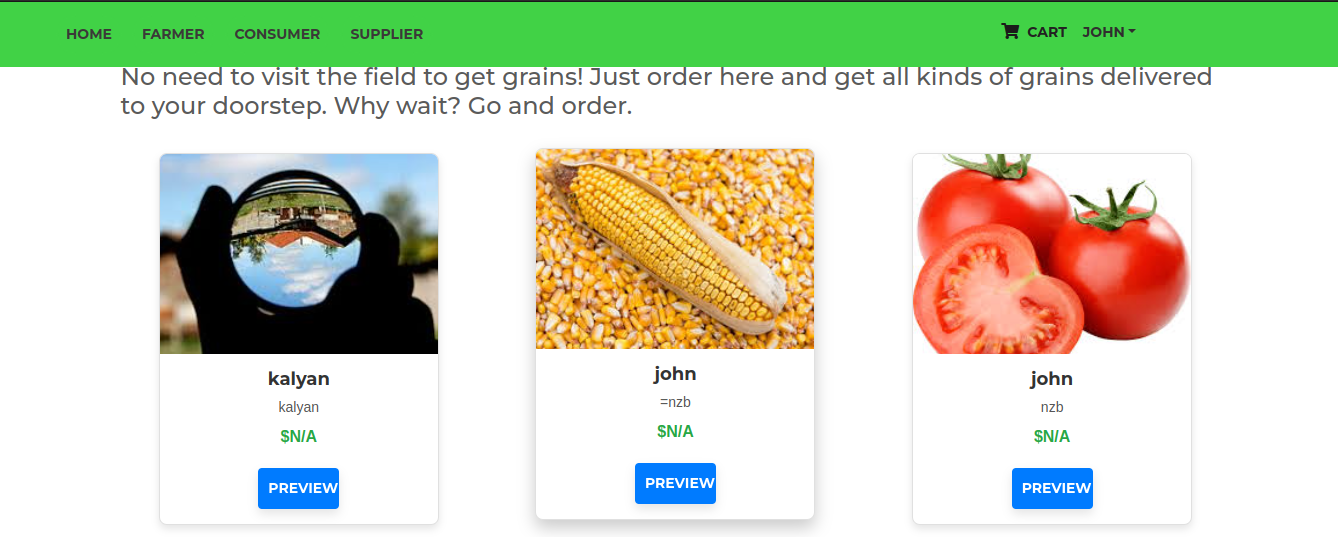 HOME FARMER CONSUMER SUPPLIER CART JOHN
No need to visit the field to get grains! Just order here and get all kinds of grains delivered
to your doorstep. Why wait? Go and order.
kalyan
kalyan
$N/A
PREVIEW
john
=nzb
$N/A
PREVIEW
john
nzb
$N/A
PREVIEW